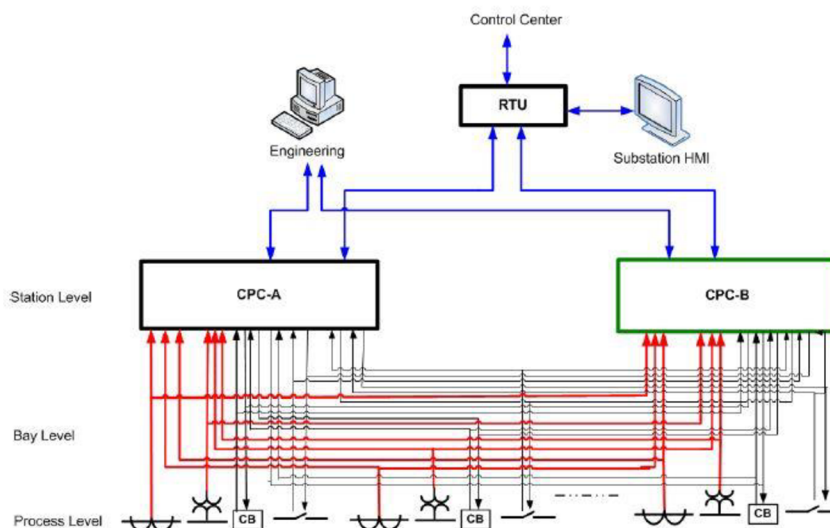 Control Center
RTU
Engineering
Substation HMI
Station Level
CPC-A
CPC-B
Bay Level
Process Level
CB
CB
CB